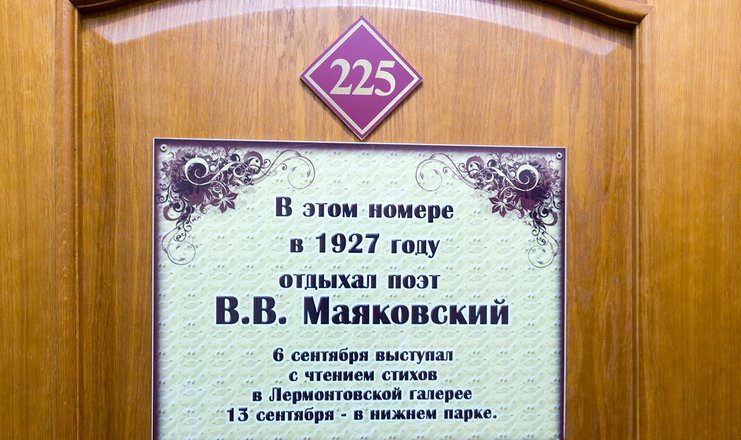 225
В этом номере
в 1927 году
отдыхал поэт
В.В. Маяковский
6 сентября выступал
с чтением стихов
в Лермонтовской галерее
13 сентября - в нижнем парке.